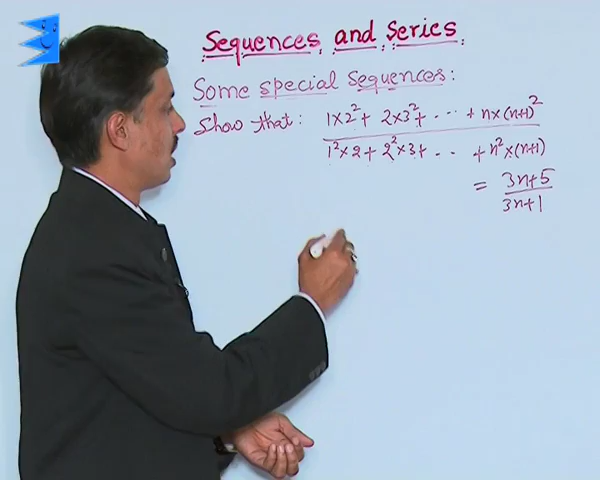 Sequences and Series.
Some special sequences:
Show that: 1×2²+ 2×3²+ ... + n×(n+1)²
1²×2+ 2²×3+ .. + n²×(n+1)
= 3n+5
3n+1